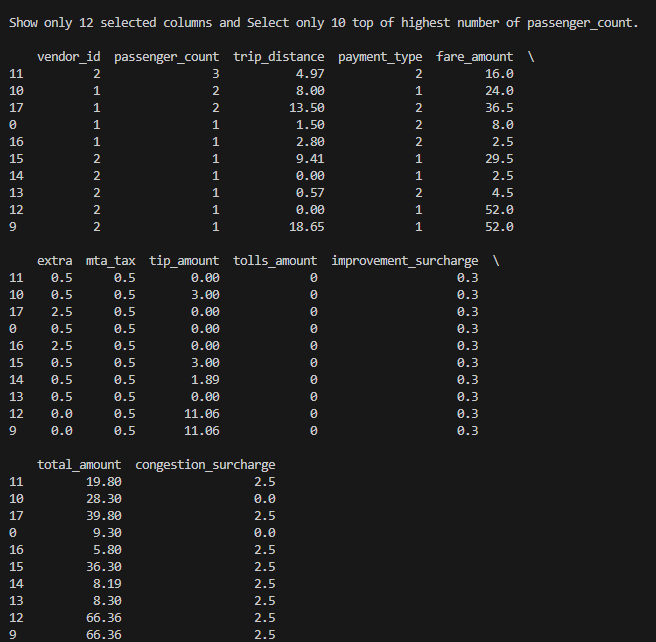 Show only 12 selected columns and Select only 10 top of highest number of passenger_count.
vendor_id passenger_count trip_distance payment_type fare_amount \
11 2 3 4.97 2 16.0
10 1 2 8.00 1 24.0
17 1 2 13.50 2 36.5
0 1 1 1.50 2 8.0
16 1 1 2.80 2 2.5
15 2 1 9.41 1 29.5
14 2 1 0.00 1 2.5
13 2 1 0.57 2 4.5
12 2 1 0.00 1 52.0
9 2 1 18.65 1 52.0
extra mta_tax tip_amount tolls_amount improvement_surcharge \
11 0.5 0.5 0.00 0 0.3
10 0.5 0.5 3.00 0 0.3
17 2.5 0.5 0.00 0 0.3
0 0.5 0.5 0.00 0 0.3
16 2.5 0.5 0.00 0 0.3
15 0.5 0.5 3.00 0 0.3
14 0.5 0.5 1.89 0 0.3
13 0.5 0.5 0.00 0 0.3
12 0.0 0.5 11.06 0 0.3
9 0.0 0.5 11.06 0 0.3
total_amount congestion_surcharge
11 19.80 2.5
10 28.30 0.0
17 39.80 2.5
0 9.30 0.0
16 5.80 2.5
15 36.30 2.5
14 8.19 2.5
13 8.30 2.5
12 66.36 2.5
9 66.36 2.5